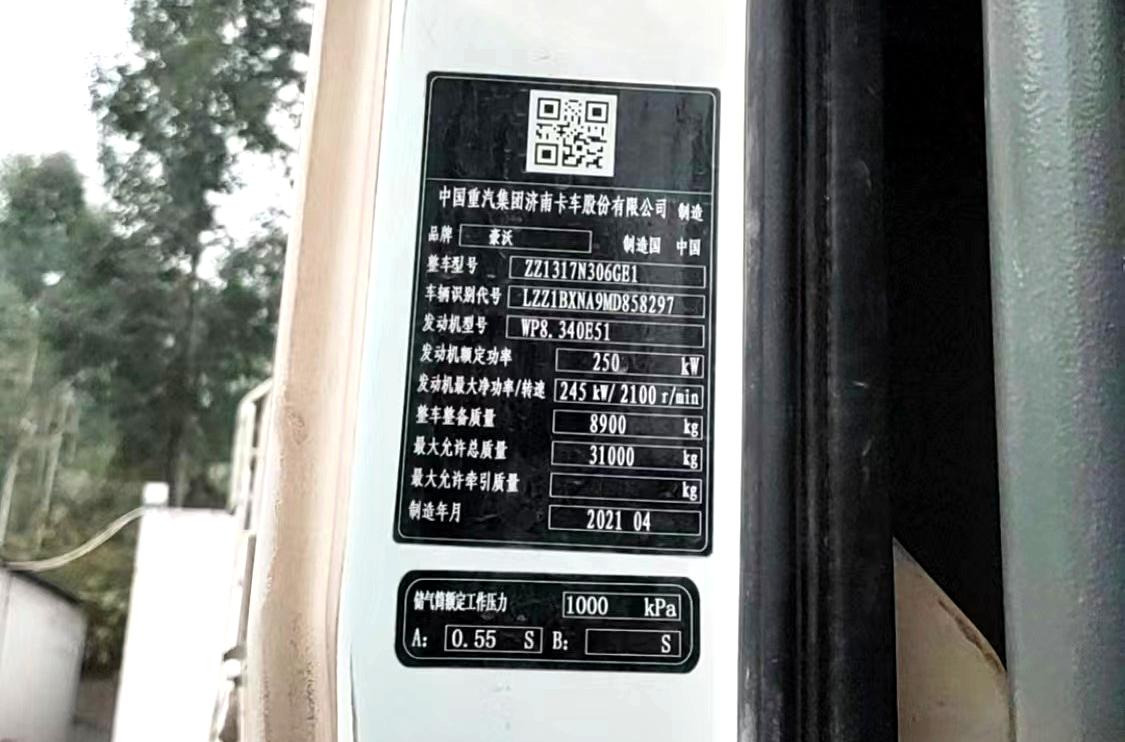 中国重汽集团济南卡车股份有限公司 制造
品牌 豪沃 制造国 中国
整车型号 ZZ1317N306GE1
车辆识别代号 LZZ1BXNA9MD858297
发动机型号 WP8.340E51
发动机额定功率 250 kW
发动机最大净功率/转速 245 kW/ 2100 r/min
整车整备质量 8900 kg
最大允许总质量 31000 kg
最大允许牵引质量 kg
制造年月 2021 04
储气筒额定工作压力 1000 kPa
A: 0.55 S B: S